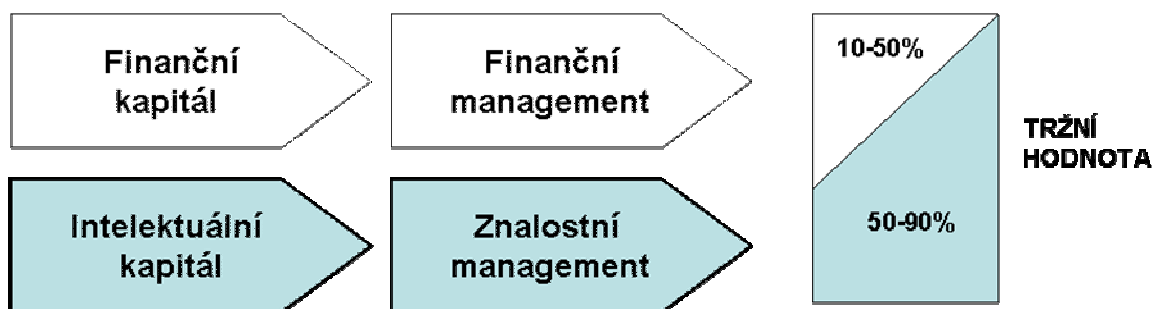 Finanční
kapitál
Finanční
management
10-50%
TRŽNÍ
HODNOTA
Intelektuální
kapitál
Znalostní
management
50-90%